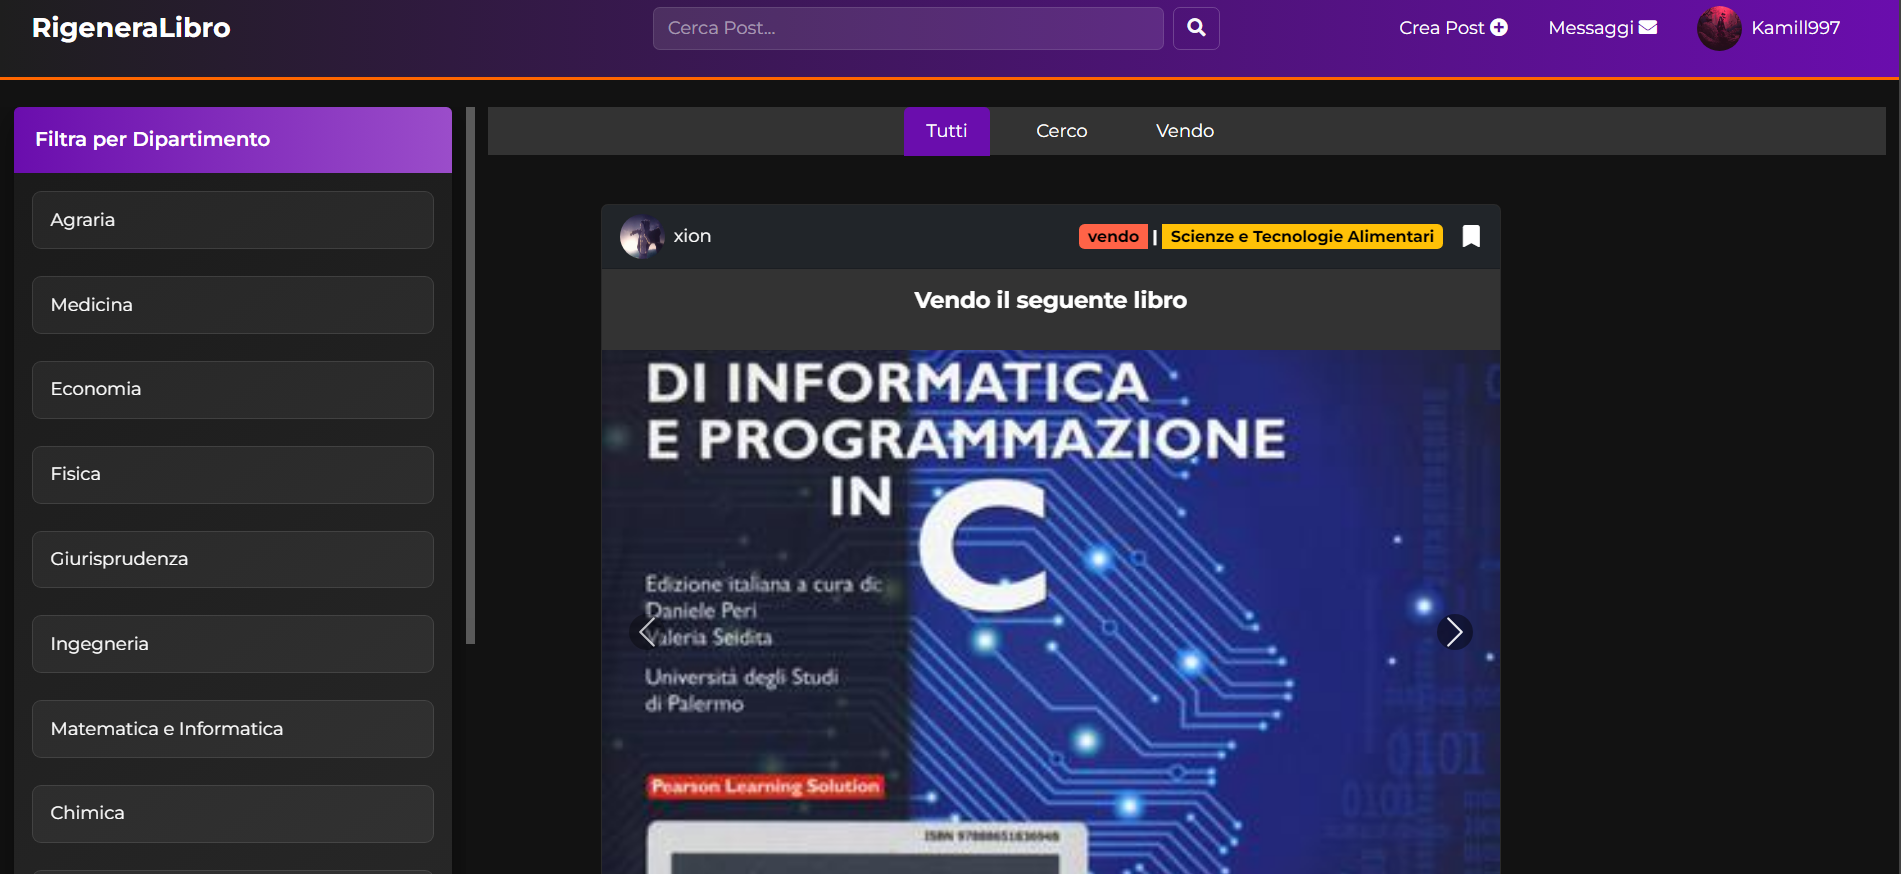 RigeneraLibro
Cerca Post...
Crea Post
Messaggi
Kamill997
Filtra per Dipartimento
Agraria
Medicina
Economia
Fisica
Giurisprudenza
Ingegneria
Matematica e Informatica
Chimica
Tutti
Cerco
Vendo
xion
vendo | Scienze e Tecnologie Alimentari
Vendo il seguente libro
DI INFORMATICA
E PROGRAMMAZIONE
IN C
Edizione italiana a cura di:
Daniele Peri
Valeria Seidita
Università degli Studi
di Palermo
Pearson Learning Solution
ISBN
0101
0101